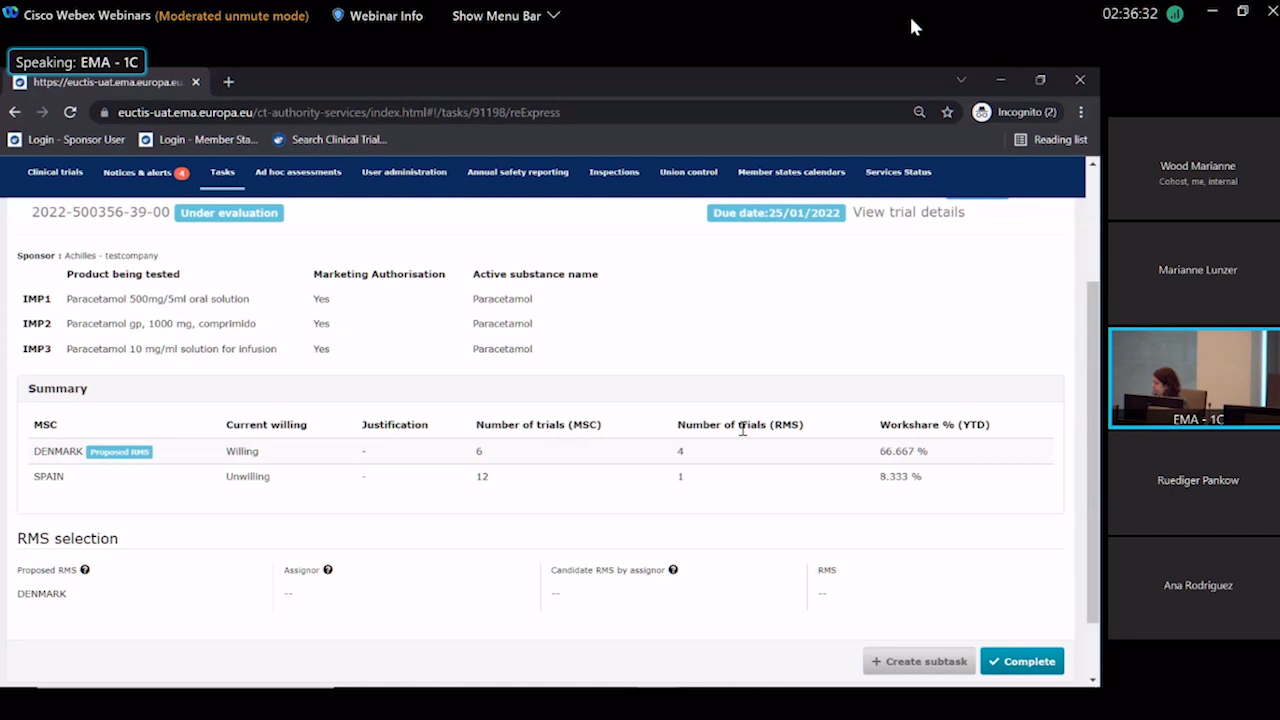 Cisco Webex Webinars (Moderated unmute mode) Webinar Info Show Menu Bar 02:36:32
Speaking: EMA - 1C
https://euctis-uat.ema.europa.eu
euctis-uat.ema.europa.eu/ct-authority-services/index.html#!/tasks/91198/reExpress Incognito (2)
Login - Sponsor User Login - Member Sta... Search Clinical Trial... Reading list
Clinical trials Notices & alerts 4 Tasks Ad hoc assessments User administration Annual safety reporting Inspections Union control Member states calendars Services Status
2022-500356-39-00 Under evaluation Due date:25/01/2022 View trial details
Sponsor : Achilles - testcompany
Product being tested Marketing Authorisation Active substance name
IMP1 Paracetamol 500mg/5ml oral solution Yes Paracetamol
IMP2 Paracetamol gp, 1000 mg, comprimido Yes Paracetamol
IMP3 Paracetamol 10 mg/ml solution for infusion Yes Paracetamol
Summary
MSC Current willing Justification Number of trials (MSC) Number of trials (RMS) Workshare % (YTD)
DENMARK Proposed RMS Willing - 6 4 66.667 %
SPAIN Unwilling - 12 1 8.333 %
RMS selection
Proposed RMS Assignor Candidate RMS by assignor RMS
DENMARK -- -- --
+ Create subtask Complete
Wood Marianne
Cohost, me, internal
Marianne Lunzer
EMA - 1C
Ruediger Pankow
Ana Rodriguez